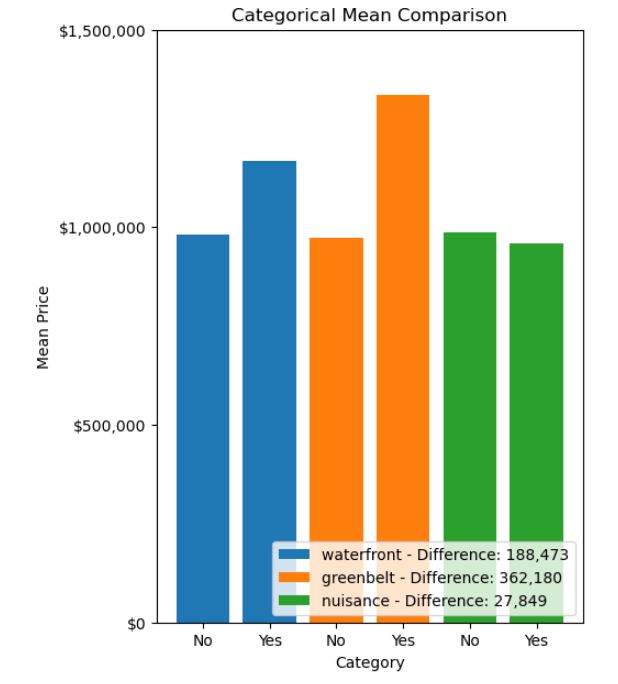 Categorical Mean Comparison
$1,500,000
$1,000,000
$500,000
$0
Mean Price
waterfront - Difference: 188,473
greenbelt - Difference: 362,180
nuisance - Difference: 27,849
No Yes No Yes No Yes
Category